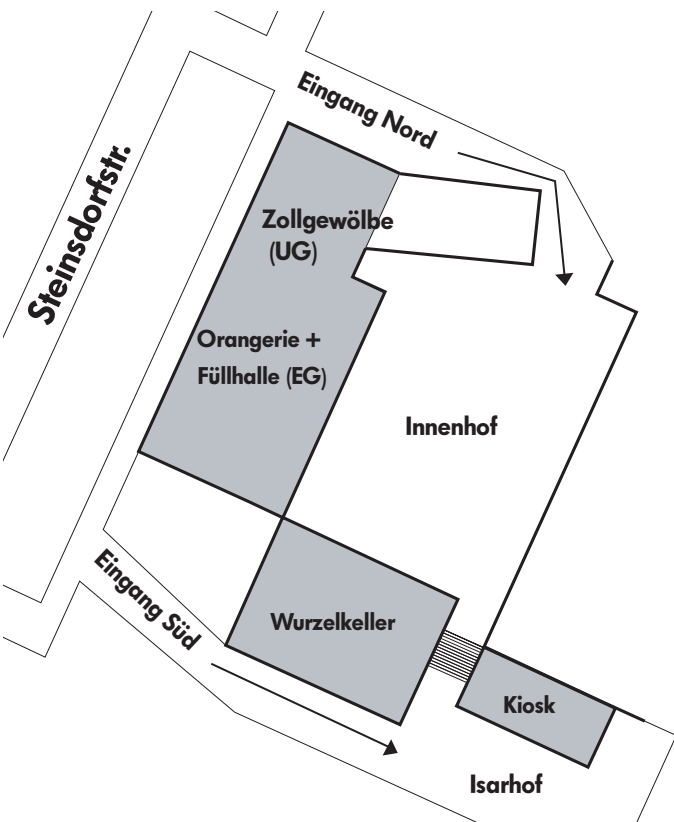 Eingang Nord
Steinsdorfstr.
Zollgewölbe
(UG)
Orangerie +
Füllhalle (EG)
Innenhof
Eingang Süd
Wurzelkeller
Kiosk
Isarhof